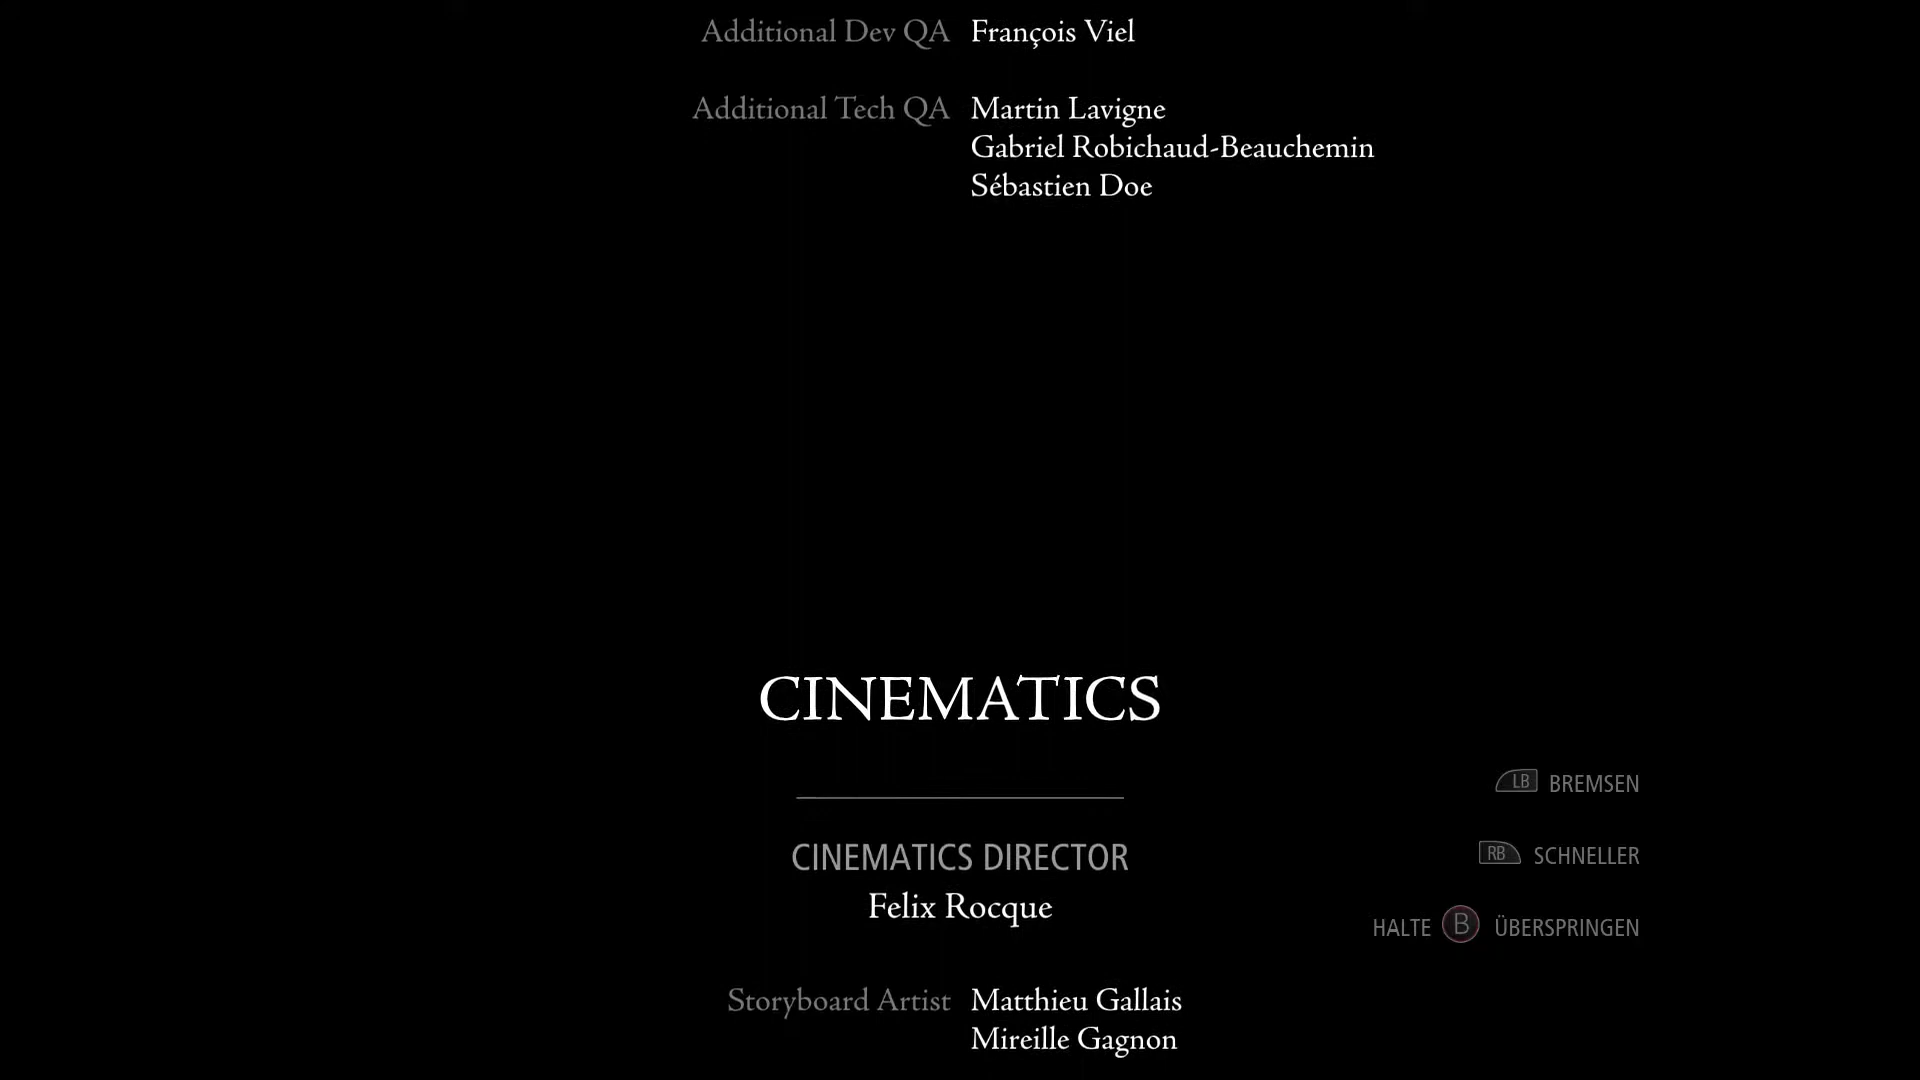 Additional Dev QA François Viel
Additional Tech QA Martin Lavigne
Gabriel Robichaud-Beauchemin
Sébastien Doe
CINEMATICS
LB BREMSEN
CINEMATICS DIRECTOR
RB SCHNELLER
Felix Rocque
HALTE B ÜBERSPRINGEN
Storyboard Artist Matthieu Gallais
Mireille Gagnon